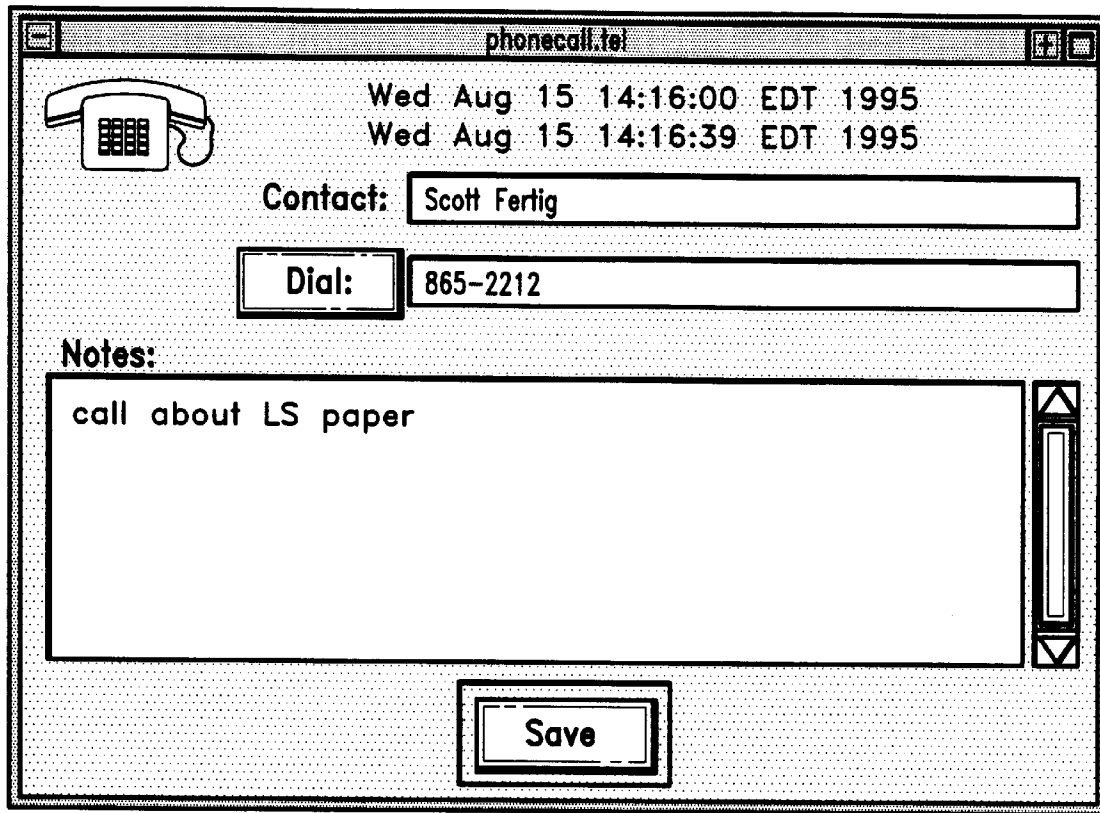 phonecall.tel
Wed Aug 15 14:16:00 EDT 1995
Wed Aug 15 14:16:39 EDT 1995
Contact: Scott Fertig
Dial: 865-2212
Notes:
call about LS paper
Save